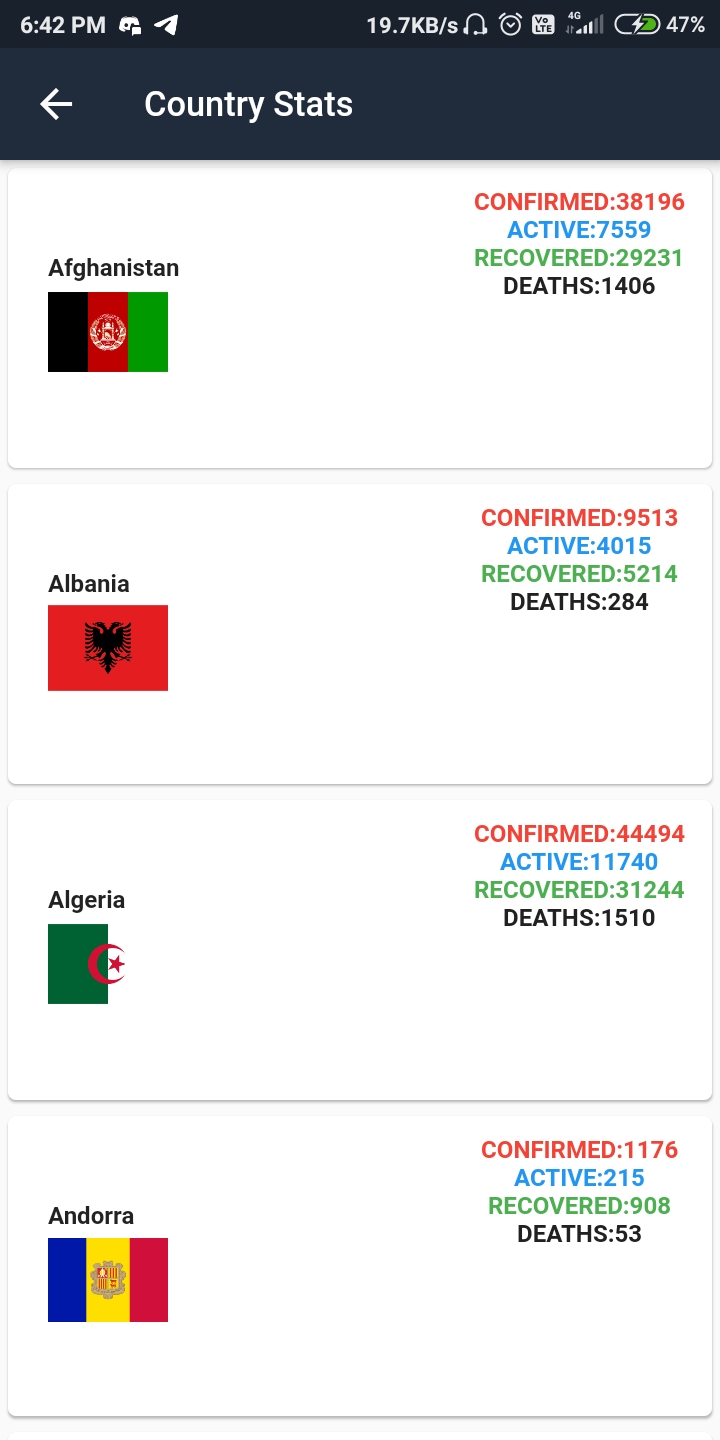 6:42 PM 19.7KB/s Vo LTE 4G 47%
Country Stats
CONFIRMED:38196
ACTIVE:7559
RECOVERED:29231
DEATHS:1406
Afghanistan
CONFIRMED:9513
ACTIVE:4015
RECOVERED:5214
DEATHS:284
Albania
CONFIRMED:44494
ACTIVE:11740
RECOVERED:31244
DEATHS:1510
Algeria
CONFIRMED:1176
ACTIVE:215
RECOVERED:908
DEATHS:53
Andorra